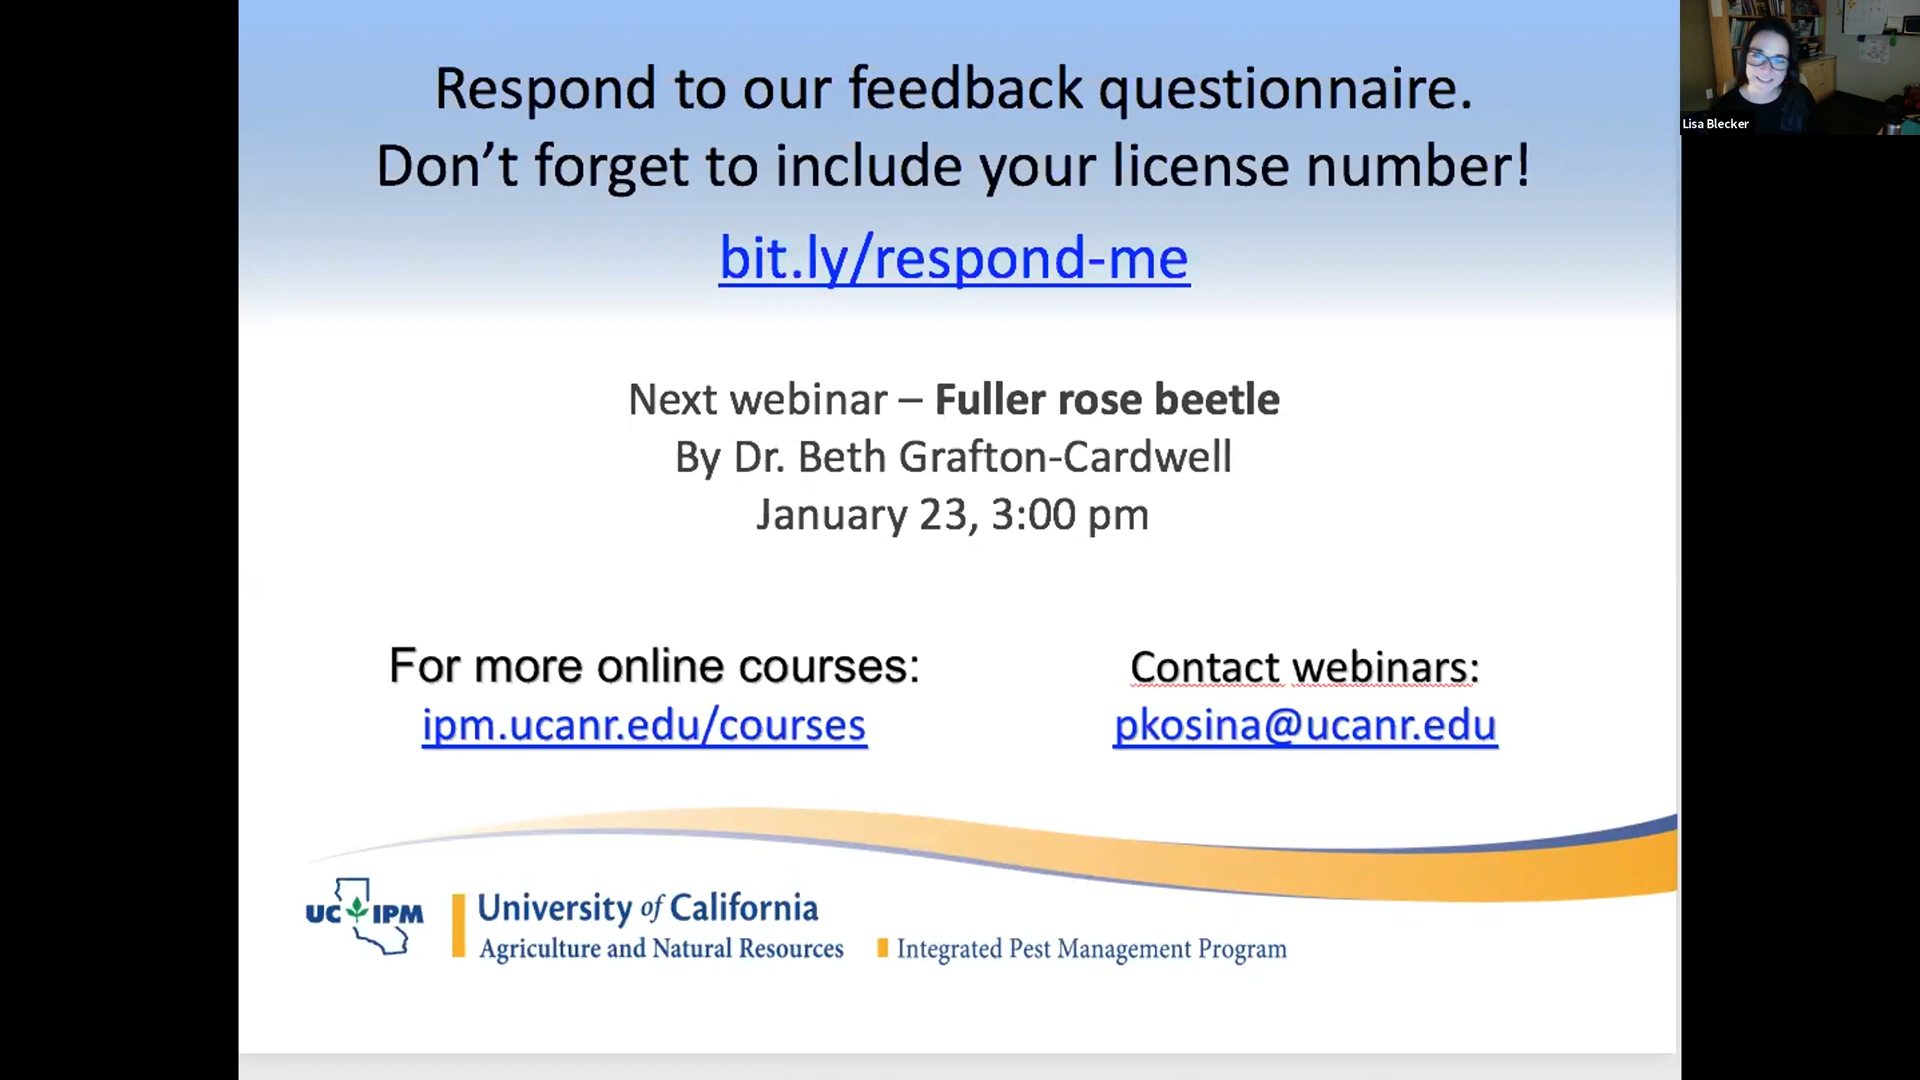 Respond to our feedback questionnaire.
Don’t forget to include your license number!
bit.ly/respond-me
Lisa Blecker
Next webinar – Fuller rose beetle
By Dr. Beth Grafton-Cardwell
January 23, 3:00 pm
For more online courses:
ipm.ucanr.edu/courses
Contact webinars:
pkosina@ucanr.edu
UC IPM
University of California
Agriculture and Natural Resources
Integrated Pest Management Program